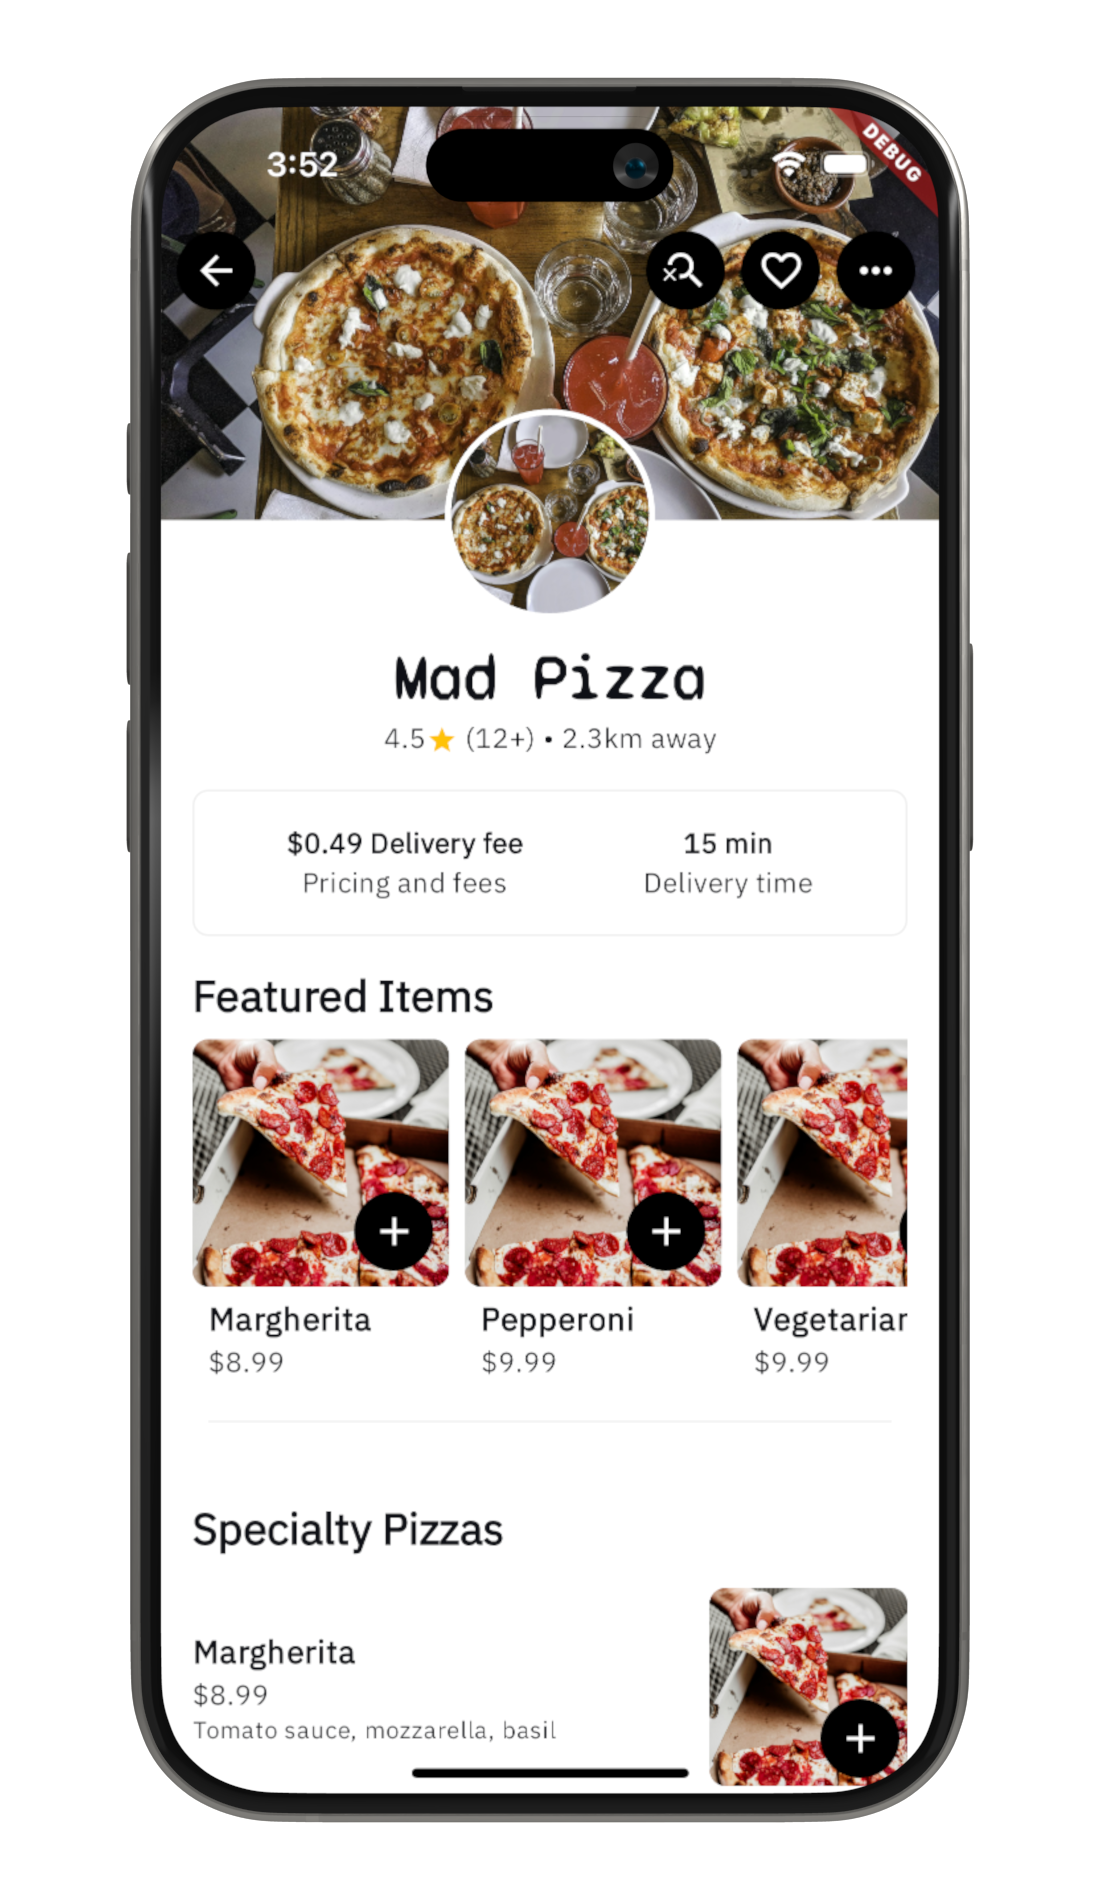 3:52
DEBUG
Mad Pizza
4.5★ (12+) • 2.3km away
$0.49 Delivery fee
Pricing and fees
15 min
Delivery time
Featured Items
Margherita
$8.99
Pepperoni
$9.99
Vegetarian
$9.99
Specialty Pizzas
Margherita
$8.99
Tomato sauce, mozzarella, basil